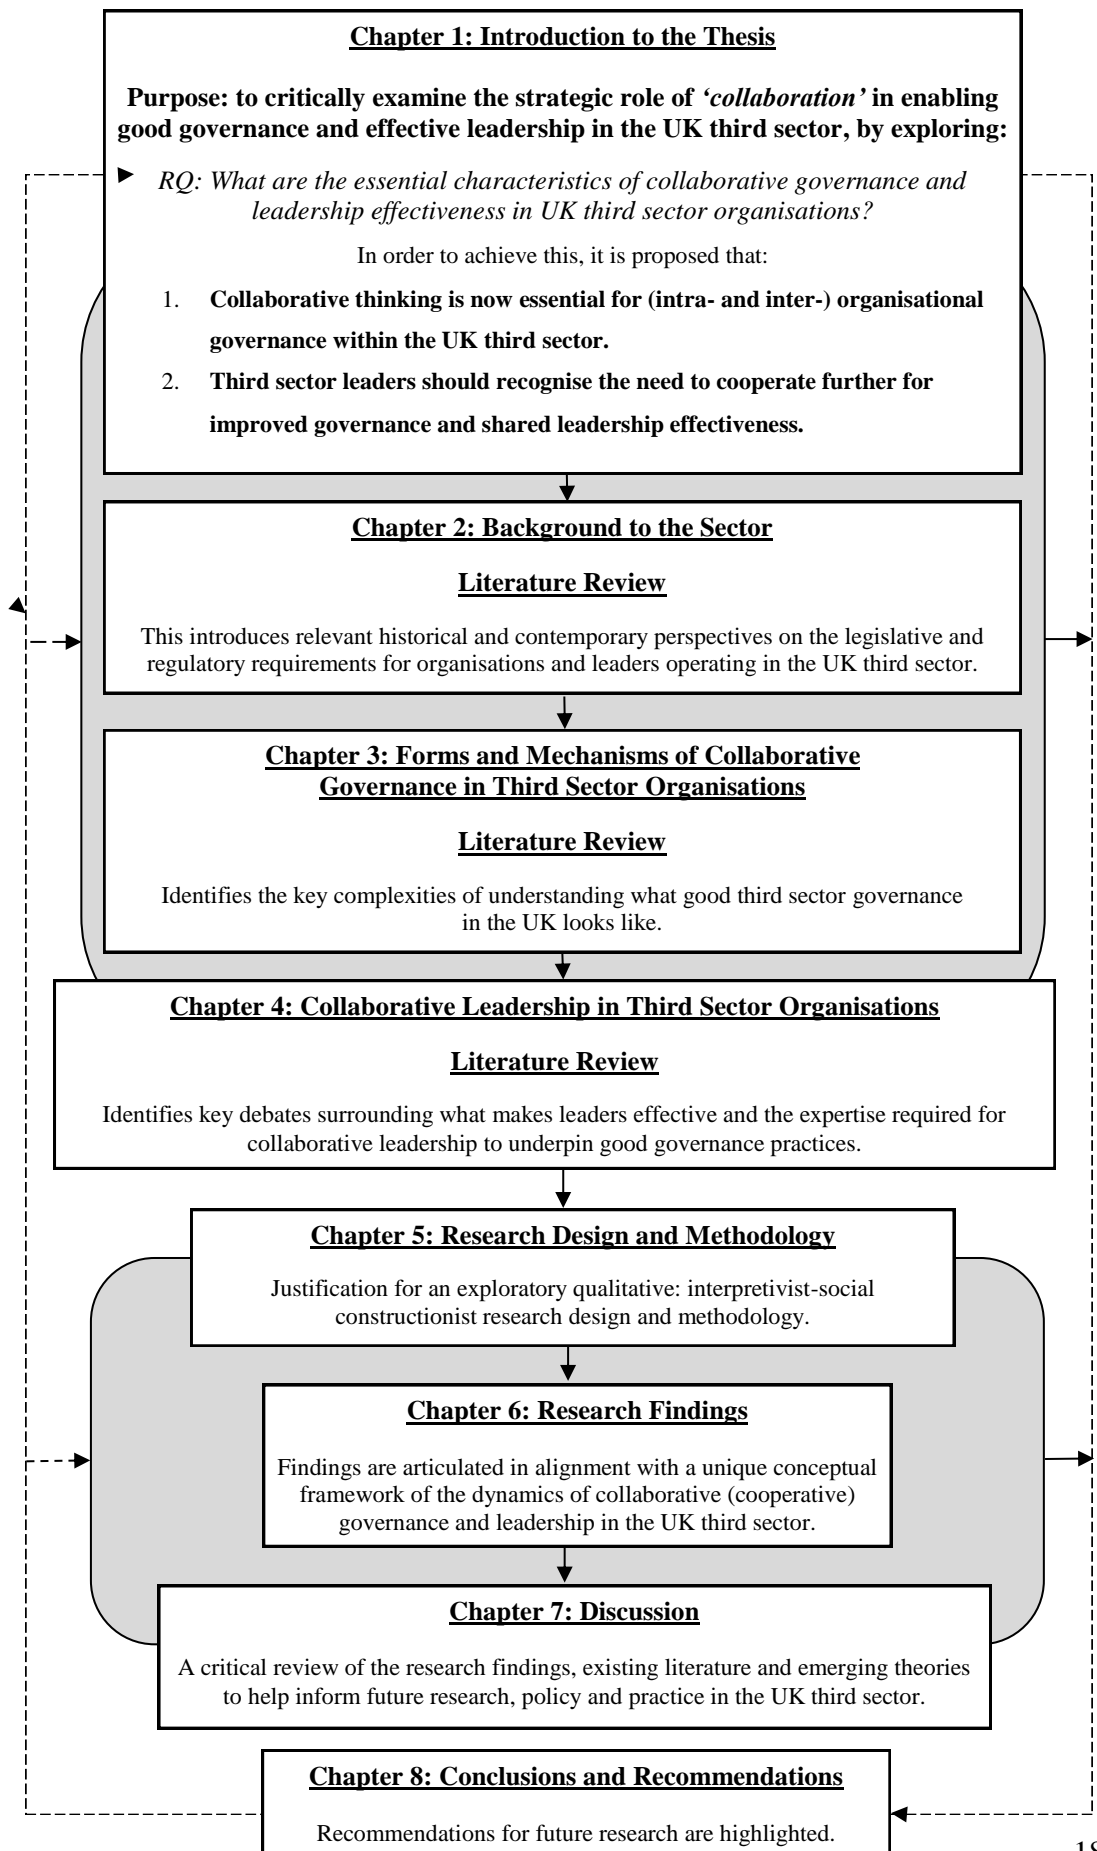 Chapter 1: Introduction to the Thesis
Purpose: to critically examine the strategic role of ‘collaboration’ in enabling
good governance and effective leadership in the UK third sector, by exploring:
RQ: What are the essential characteristics of collaborative governance and
leadership effectiveness in UK third sector organisations?
In order to achieve this, it is proposed that:
1. Collaborative thinking is now essential for (intra- and inter-) organisational
governance within the UK third sector.
2. Third sector leaders should recognise the need to cooperate further for
improved governance and shared leadership effectiveness.
Chapter 2: Background to the Sector
Literature Review
This introduces relevant historical and contemporary perspectives on the legislative and
regulatory requirements for organisations and leaders operating in the UK third sector.
Chapter 3: Forms and Mechanisms of Collaborative
Governance in Third Sector Organisations
Literature Review
Identifies the key complexities of understanding what good third sector governance
in the UK looks like.
Chapter 4: Collaborative Leadership in Third Sector Organisations
Literature Review
Identifies key debates surrounding what makes leaders effective and the expertise required for
collaborative leadership to underpin good governance practices.
Chapter 5: Research Design and Methodology
Justification for an exploratory qualitative: interpretivist-social
constructionist research design and methodology.
Chapter 6: Research Findings
Findings are articulated in alignment with a unique conceptual
framework of the dynamics of collaborative (cooperative)
governance and leadership in the UK third sector.
Chapter 7: Discussion
A critical review of the research findings, existing literature and emerging theories
to help inform future research, policy and practice in the UK third sector.
Chapter 8: Conclusions and Recommendations
Recommendations for future research are highlighted.